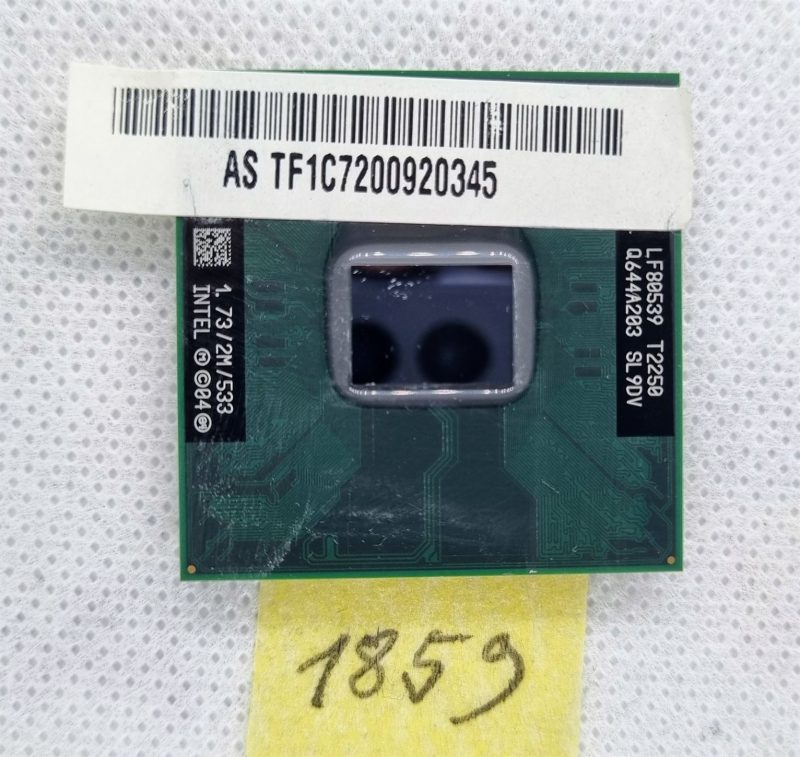 AS TF1C7200920345
1.73/2M/533
INTEL Ⓜ©04
LF80539 T2250
Q644A203 SL9DV
1859